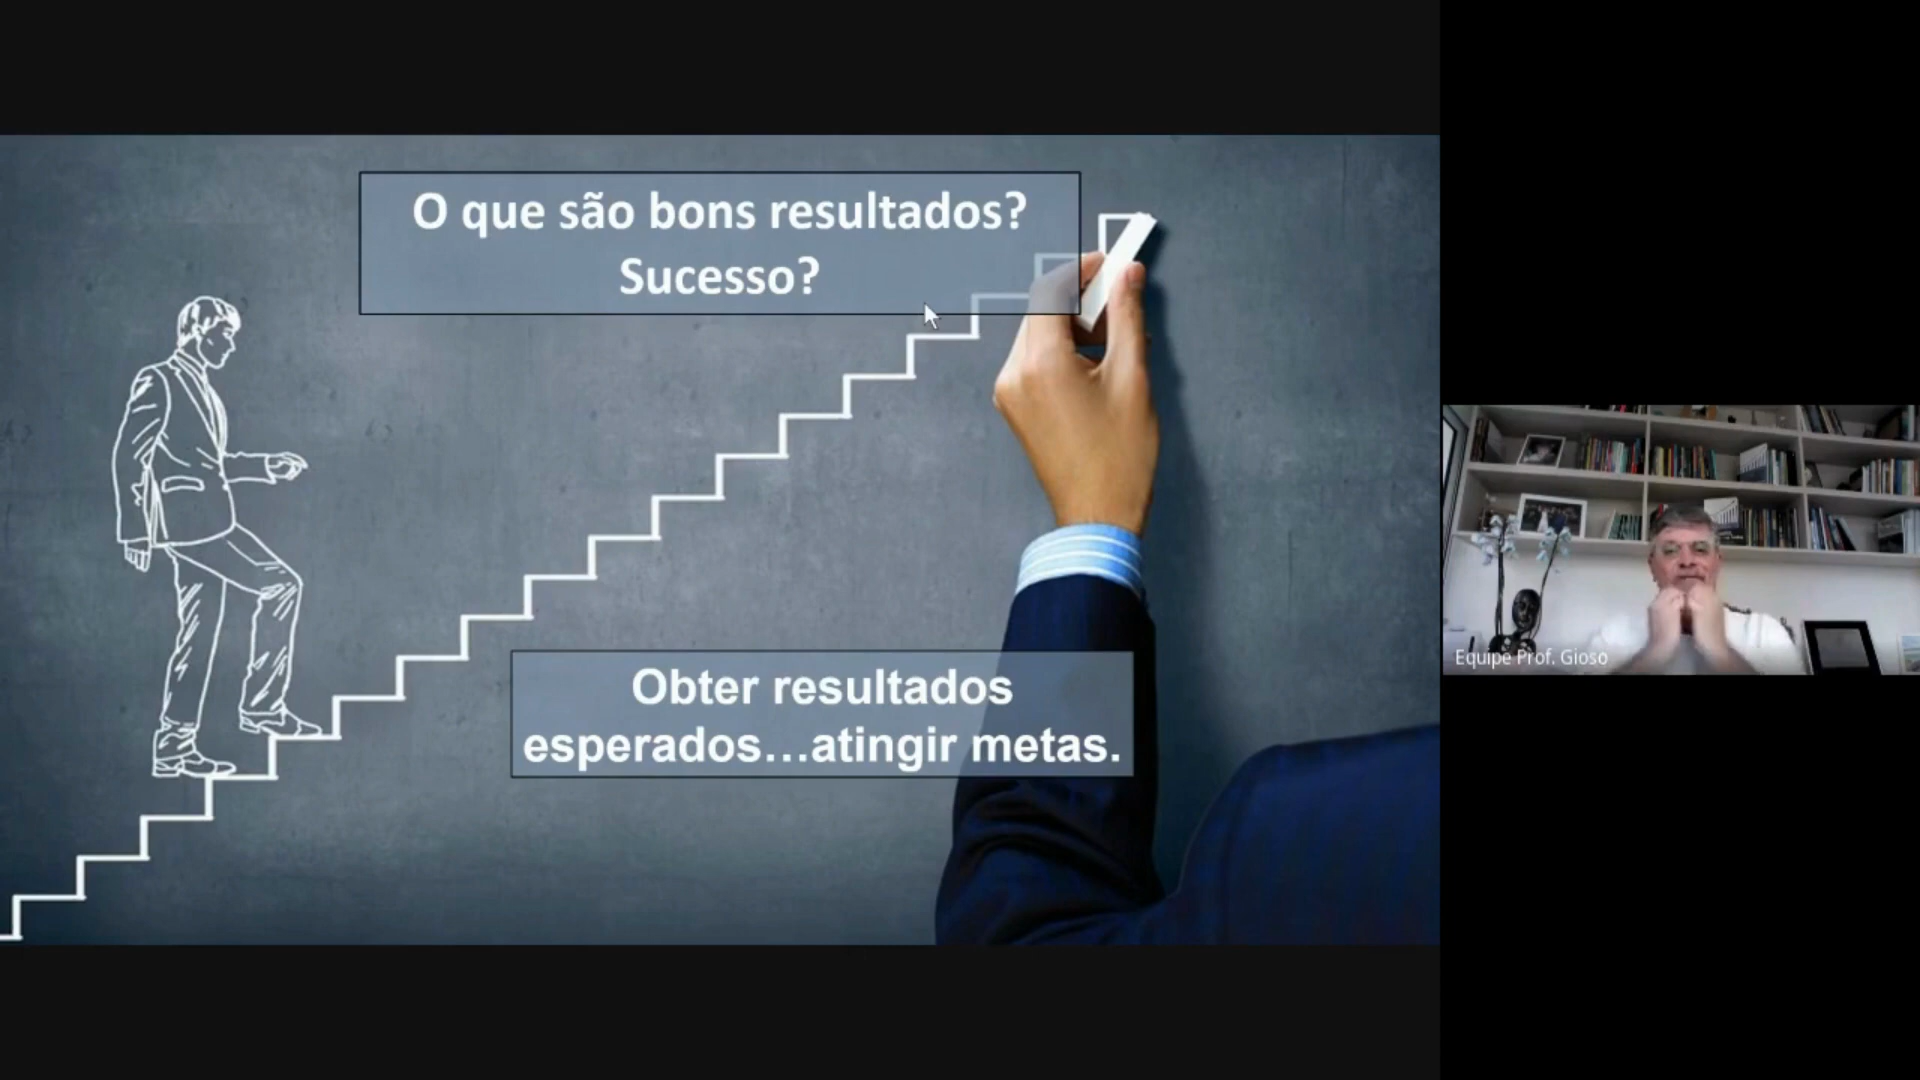 O que são bons resultados?
Sucesso?
Obter resultados
esperados...atingir metas.
Equipe Prof. Gioso